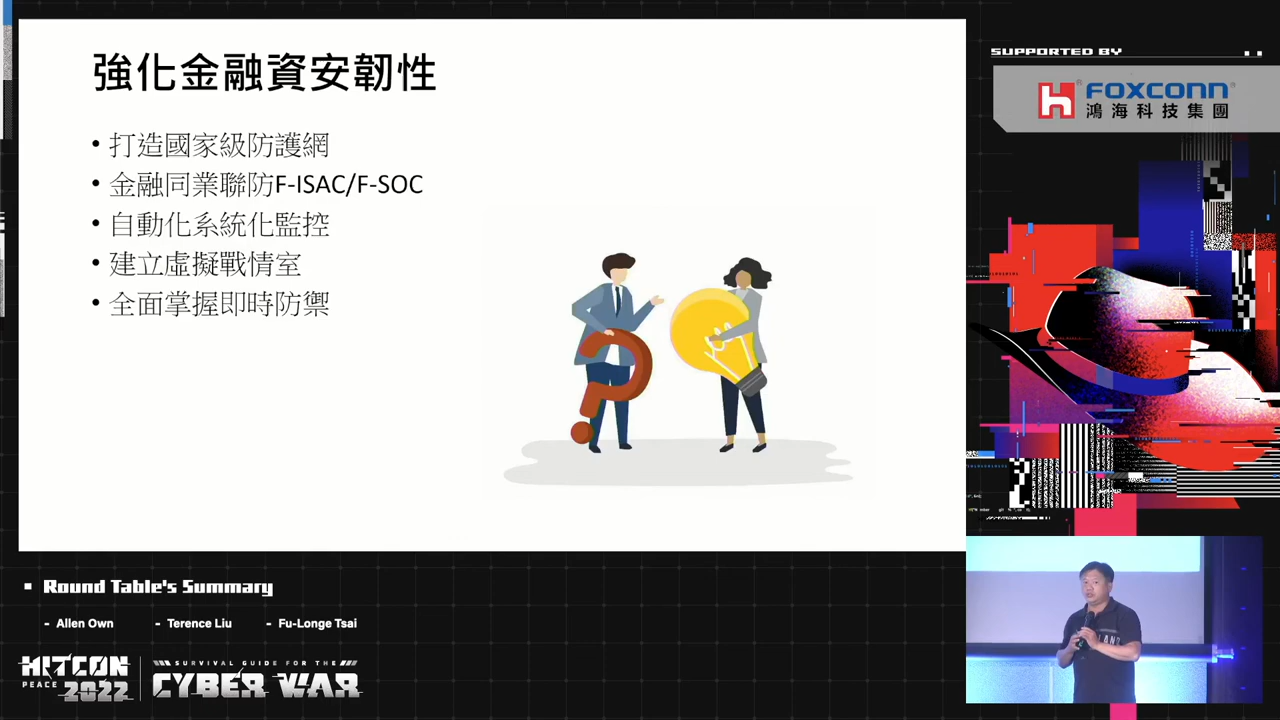 強化金融資安韌性
• 打造國家級防護網
• 金融同業聯防F-ISAC/F-SOC
• 自動化系統化監控
• 建立虛擬戰情室
• 全面掌握即時防禦
SUPPORTED BY
FOXCONN
鴻海科技集團
Round Table's Summary
- Allen Own - Terence Liu - Fu-Longe Tsai
HITCON
PEACE 2022
SURVIVAL GUIDE FOR THE
CYBER WAR